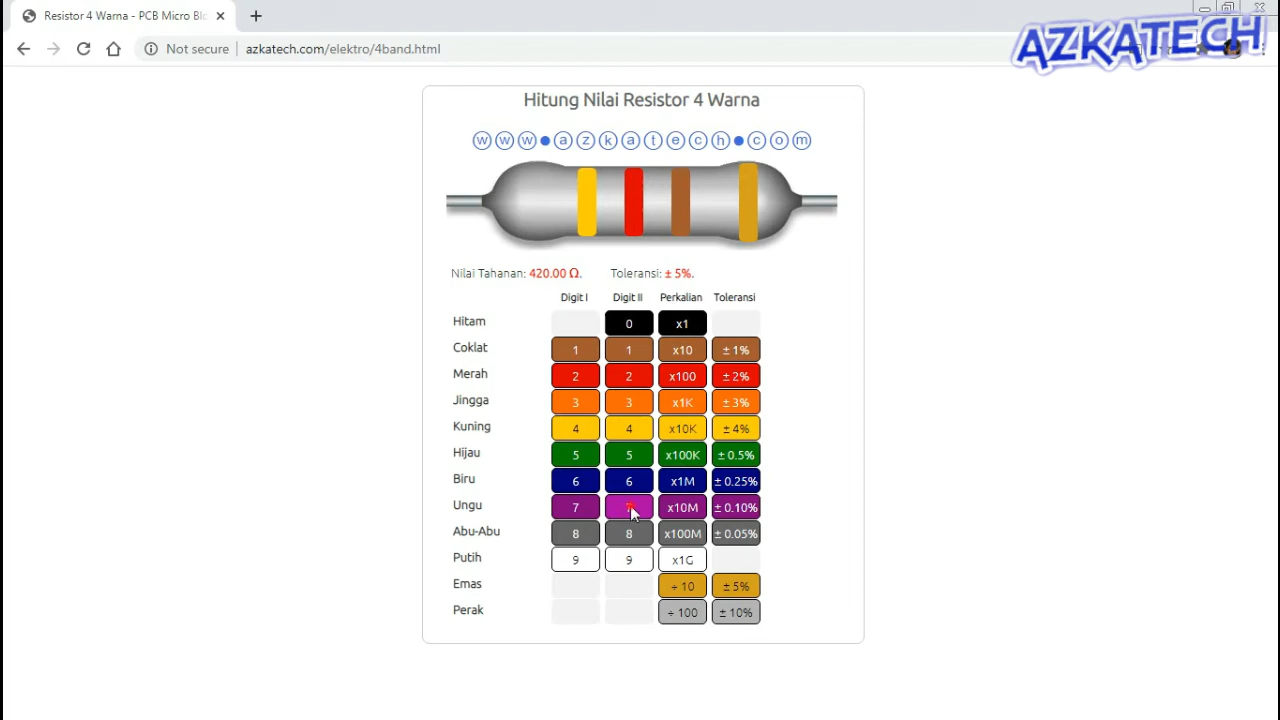 Resistor 4 Warna - PCB Micro Blo
Not secure | azkatech.com/elektro/4band.html
AZKATECH
Hitung Nilai Resistor 4 Warna
www•azkatech•com
Nilai Tahanan: 420.00 Ω. Toleransi: ± 5%.
Digit I Digit II Perkalian Toleransi
Hitam 0 x1
Coklat 1 1 x10 ± 1%
Merah 2 2 x100 ± 2%
Jingga 3 3 x1K ± 3%
Kuning 4 4 x10K ± 4%
Hijau 5 5 x100K ± 0.5%
Biru 6 6 x1M ± 0.25%
Ungu 7 x10M ± 0.10%
Abu-Abu 8 8 x100M ± 0.05%
Putih 9 9 x1G
Emas ÷ 10 ± 5%
Perak ÷ 100 ± 10%